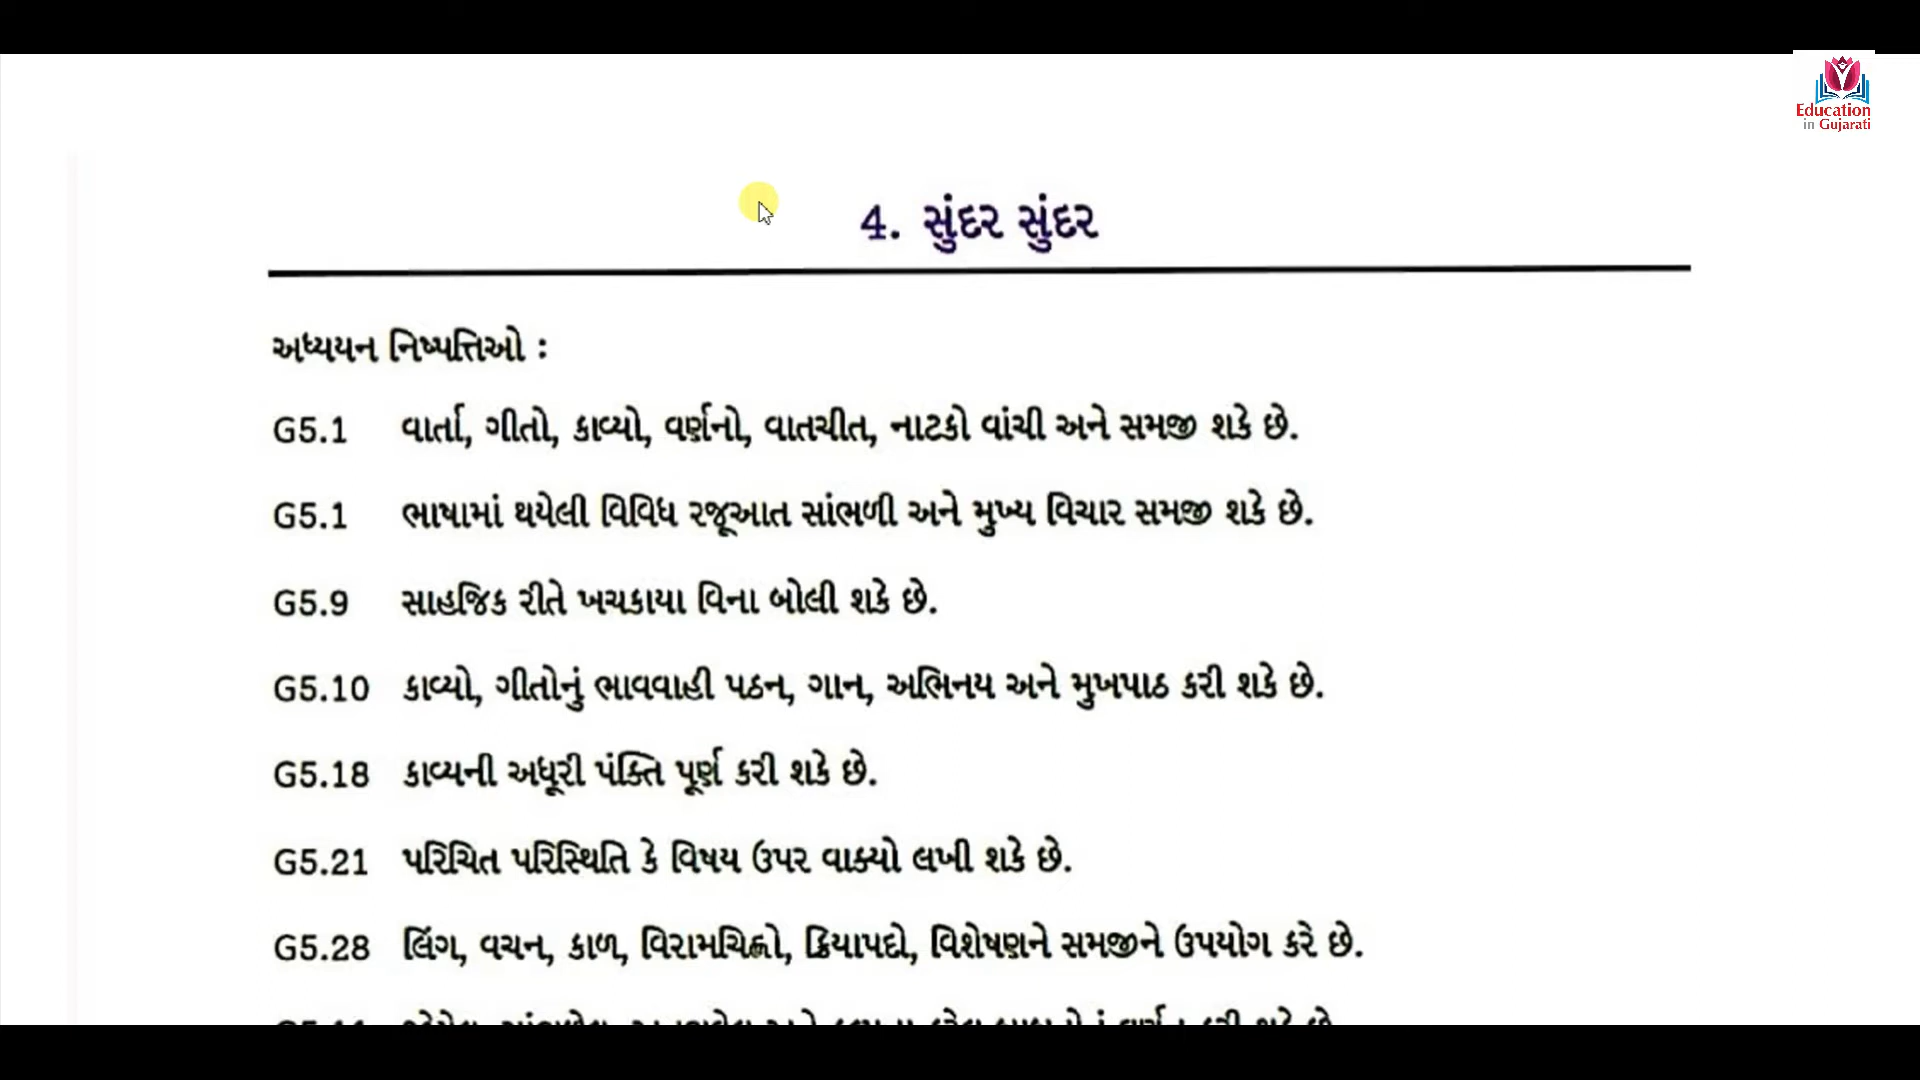 Education
in Gujarati
4. સુંદર સુંદર
અધ્યયન નિષ્પત્તિઓ :
G5.1 વાર્તા, ગીતો, કાવ્યો, વર્ણનો, વાતચીત, નાટકો વાંચી અને સમજી શકે છે.
G5.1 ભાષામાં થયેલી વિવિધ રજૂઆત સાંભળી અને મુખ્ય વિચાર સમજી શકે છે.
G5.9 સાહજિક રીતે ખચકાયા વિના બોલી શકે છે.
G5.10 કાવ્યો, ગીતોનું ભાવવાહી પઠન, ગાન, અભિનય અને મુખપાઠ કરી શકે છે.
G5.18 કાવ્યની અધૂરી પંક્તિ પૂર્ણ કરી શકે છે.
G5.21 પરિચિત પરિસ્થિતિ કે વિષય ઉપર વાક્યો લખી શકે છે.
G5.28 લિંગ, વચન, કાળ, વિરામચિહ્નો, ક્રિયાપદો, વિશેષણને સમજીને ઉપયોગ કરે છે.